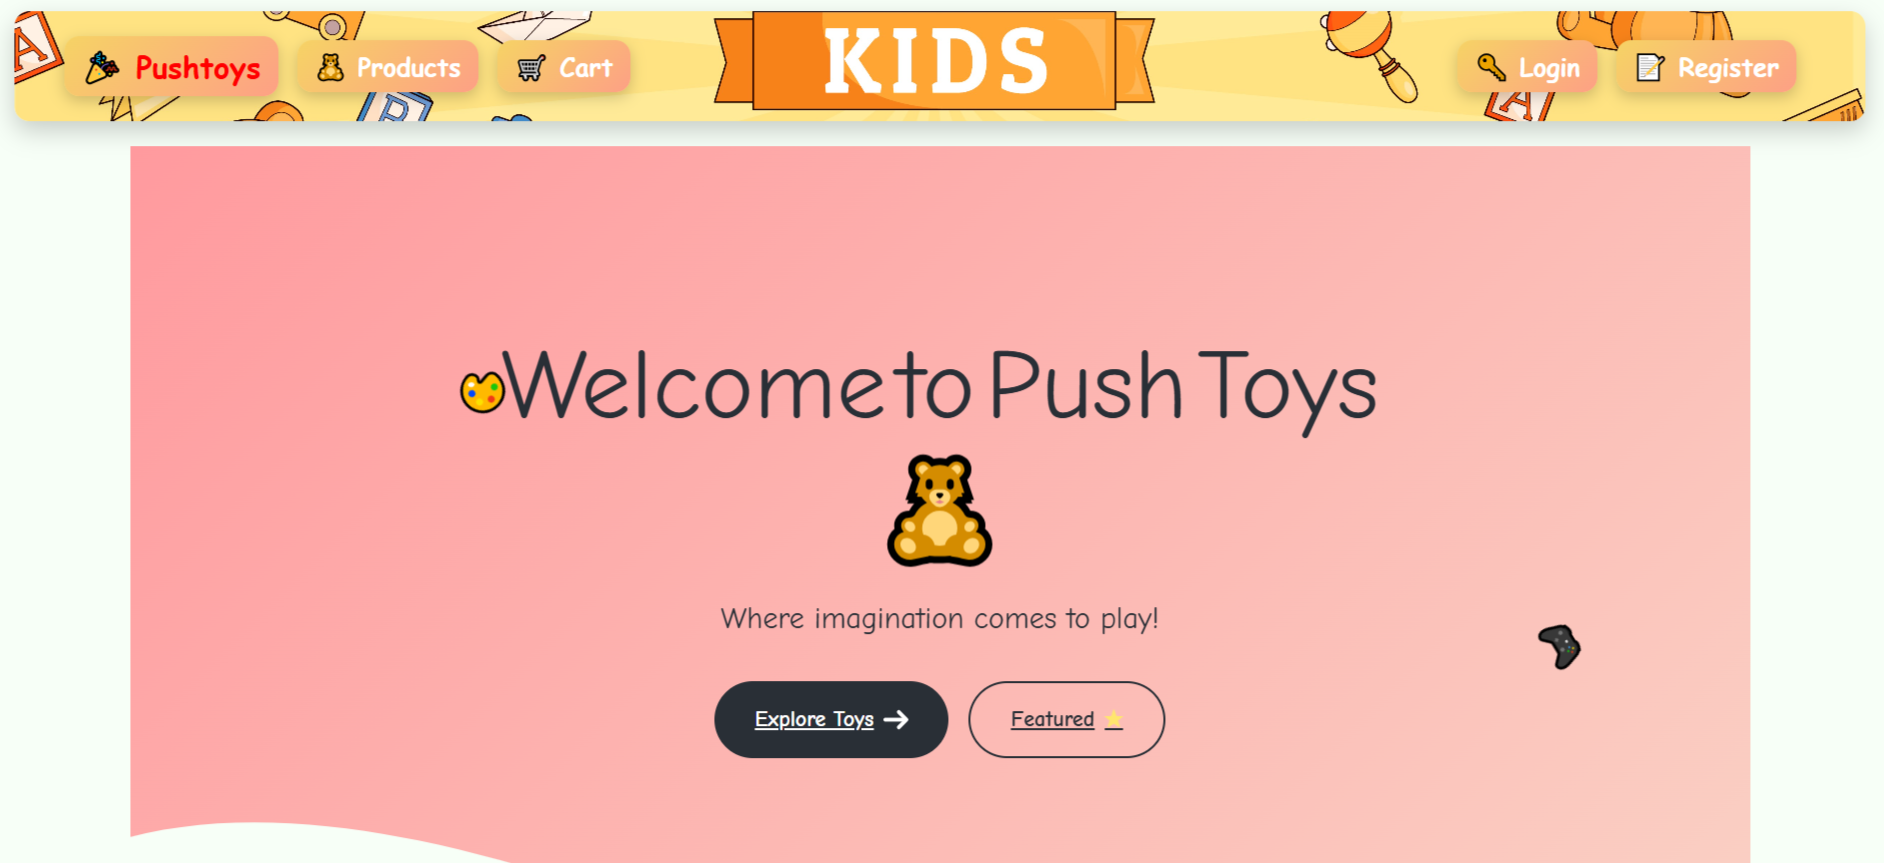 Pushtoys
Products
Cart
KIDS
Login
Register
A
B
A
Welcome to Push Toys
Where imagination comes to play!
Explore Toys →
Featured ★